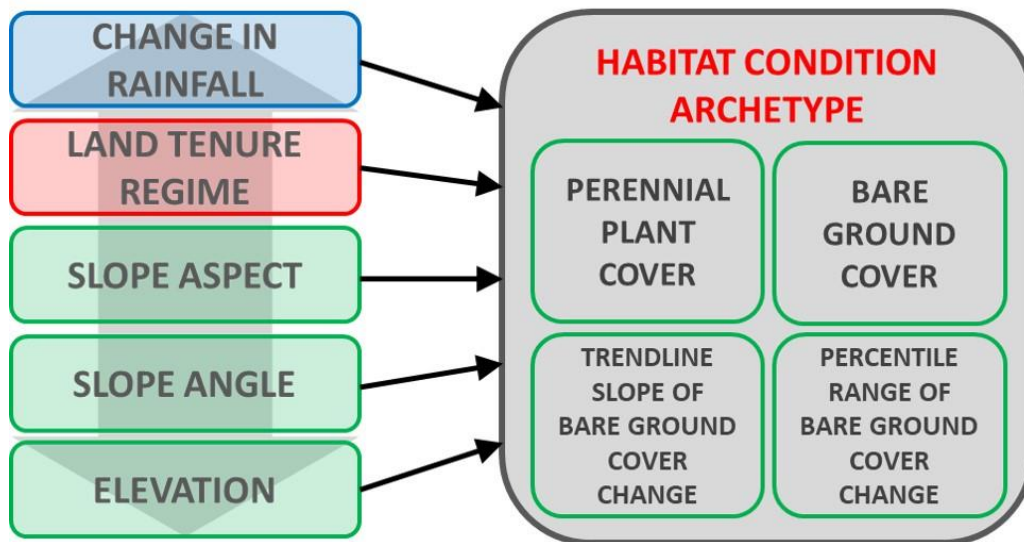 CHANGE IN
RAINFALL
LAND TENURE
REGIME
SLOPE ASPECT
SLOPE ANGLE
ELEVATION
HABITAT CONDITION
ARCHETYPE
PERENNIAL
PLANT
COVER
BARE
GROUND
COVER
TRENDLINE
SLOPE OF
BARE GROUND
COVER
CHANGE
PERCENTILE
RANGE OF
BARE GROUND
COVER
CHANGE